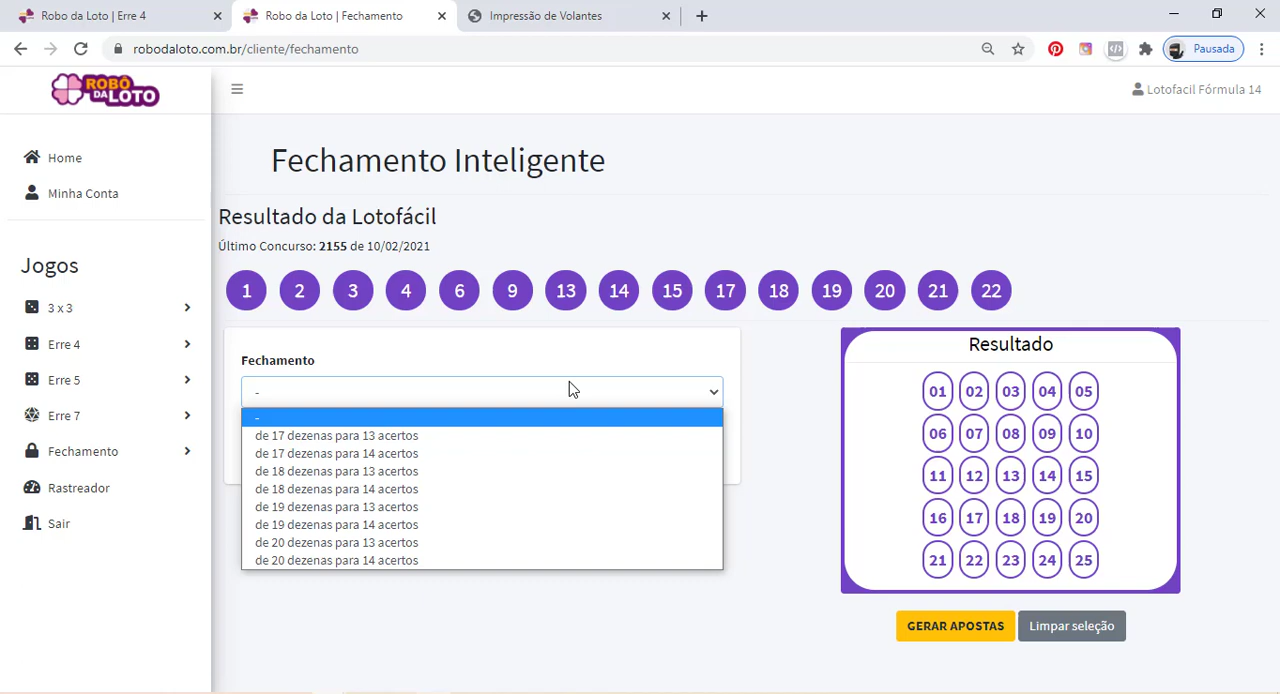 Robo da Loto | Erre 4
Robo da Loto | Fechamento
Impressão de Volantes
robodaloto.com.br/cliente/fechamento
Pausada
ROBÔ
DA LOTO
Lotofacil Fórmula 14
Home
Minha Conta
Jogos
3 x 3
Erre 4
Erre 5
Erre 7
Fechamento
Rastreador
Sair
Fechamento Inteligente
Resultado da Lotofácil
Último Concurso: 2155 de 10/02/2021
1 2 3 4 6 9 13 14 15 17 18 19 20 21 22
Fechamento
-
-
de 17 dezenas para 13 acertos
de 17 dezenas para 14 acertos
de 18 dezenas para 13 acertos
de 18 dezenas para 14 acertos
de 19 dezenas para 13 acertos
de 19 dezenas para 14 acertos
de 20 dezenas para 13 acertos
de 20 dezenas para 14 acertos
Resultado
01 02 03 04 05
06 07 08 09 10
11 12 13 14 15
16 17 18 19 20
21 22 23 24 25
GERAR APOSTAS
Limpar seleção